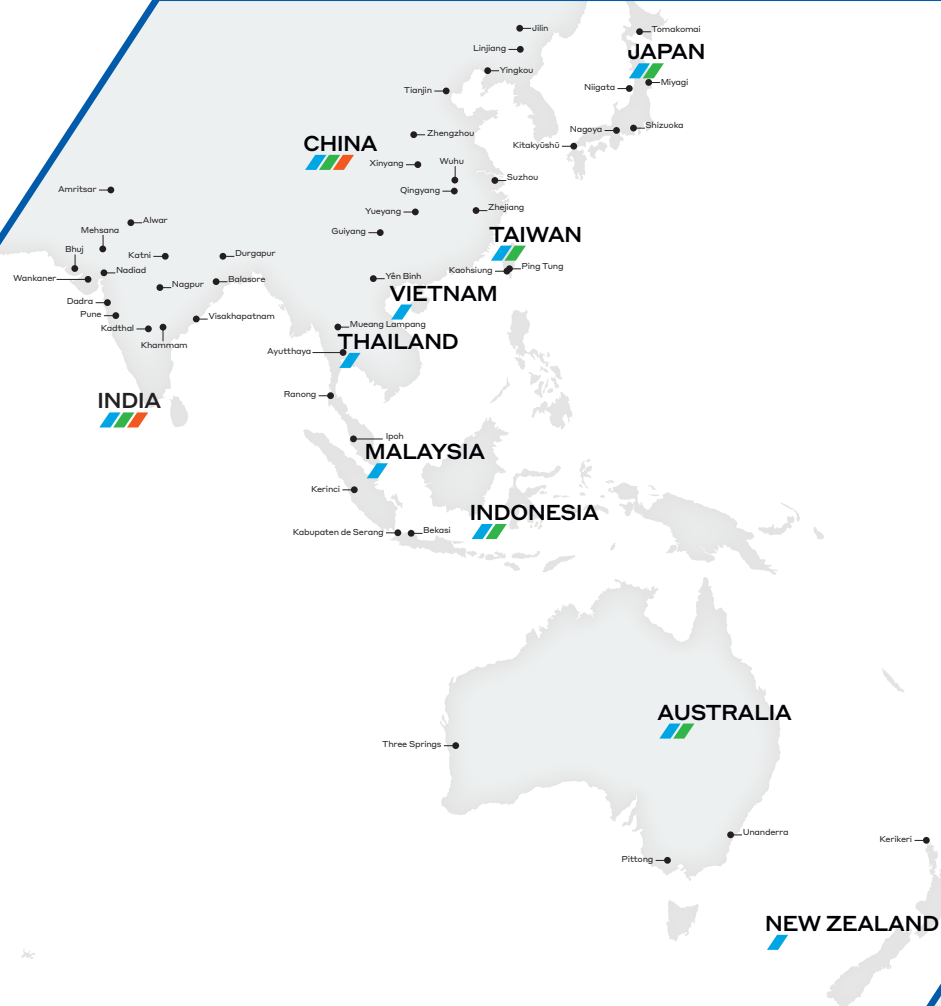 Jilin
Tomakomai
Linjiang
JAPAN
Yingkou
Miyagi
Niigata
Tianjin
Shizuoka
Nagoya
Zhengzhou
CHINA
Kitakyūshū
Wuhu
Xinyang
Suzhou
Amritsar
Qingyang
Zhejiang
Yueyang
Alwar
Mehsana
Guiyang
TAIWAN
Bhuj
Katni
Durgapur
Ping Tung
Kaohsiung
Nadiad
Wankaner
Yên Bình
Balasore
Nagpur
VIETNAM
Dadra
Pune
Visakhapatnam
Mueang Lampang
Kadthal
THAILAND
Khammam
Ayutthaya
Ranong
INDIA
Ipoh
MALAYSIA
Kerinci
INDONESIA
Kabupaten de Serang
Bekasi
AUSTRALIA
Three Springs
Unanderra
Kerikeri
Pittong
NEW ZEALAND